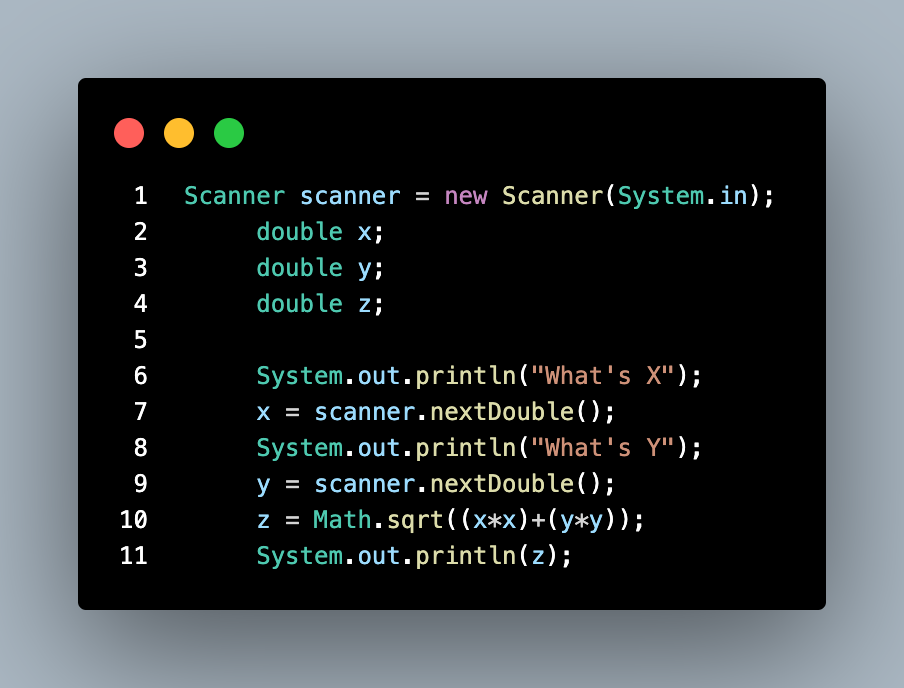 1 Scanner scanner = new Scanner(System.in);
2 double x;
3 double y;
4 double z;
5
6 System.out.println("What's X");
7 x = scanner.nextDouble();
8 System.out.println("What's Y");
9 y = scanner.nextDouble();
10 z = Math.sqrt((x*x)+(y*y));
11 System.out.println(z);